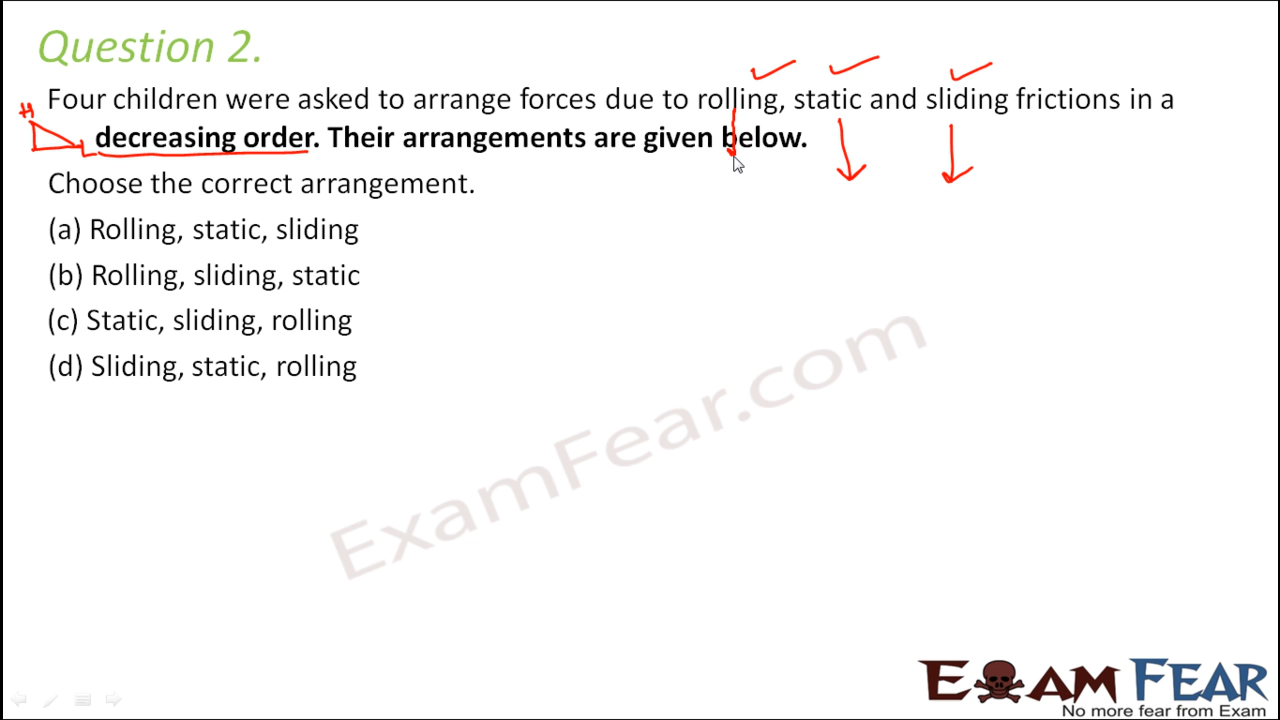 Question 2.
Four children were asked to arrange forces due to rolling, static and sliding frictions in a
H
L
decreasing order. Their arrangements are given below.
Choose the correct arrangement.
(a) Rolling, static, sliding
(b) Rolling, sliding, static
(c) Static, sliding, rolling
(d) Sliding, static, rolling
ExamFear.com
EXAM FEAR
No more fear from Exam